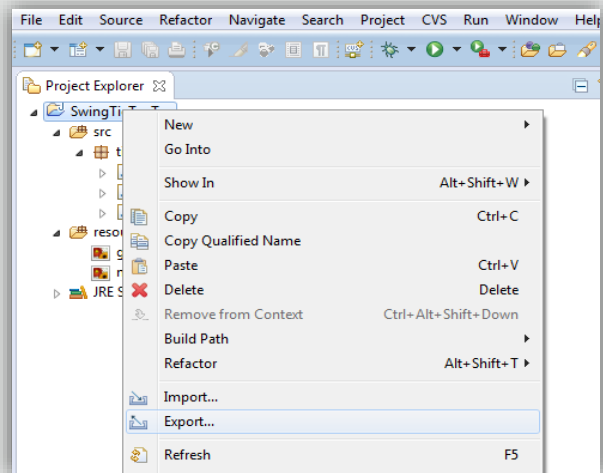 File Edit Source Refactor Navigate Search Project CVS Run Window Help
Project Explorer
src
New
Go Into
Show In Alt+Shift+W
Copy Ctrl+C
Copy Qualified Name
Paste Ctrl+V
Delete Delete
JRE
Remove from Context Ctrl+Alt+Shift+Down
Build Path
Refactor Alt+Shift+T
Import...
Export...
Refresh F5